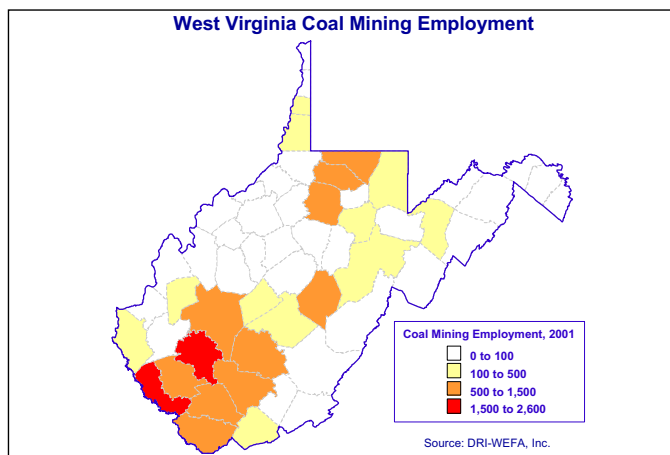 West Virginia Coal Mining Employment
Coal Mining Employment, 2001
0 to 100
100 to 500
500 to 1,500
1,500 to 2,600
Source: DRI-WEFA, Inc.